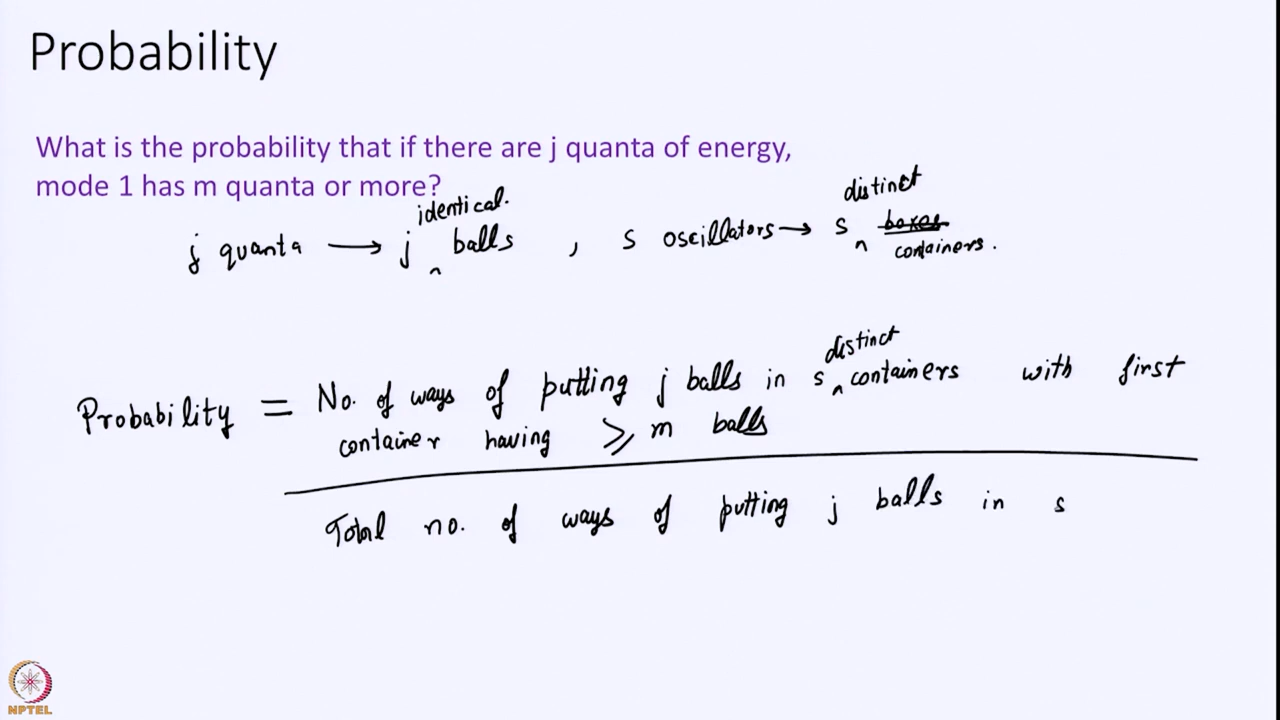 Probability
What is the probability that if there are j quanta of energy,
mode 1 has m quanta or more?
j quanta → j identical balls , s oscillators → s distinct boxes containers.
Probability = No. of ways of putting j balls in s distinct containers with first
container having ≥ m balls
Total no. of ways of putting j balls in s
NPTEL